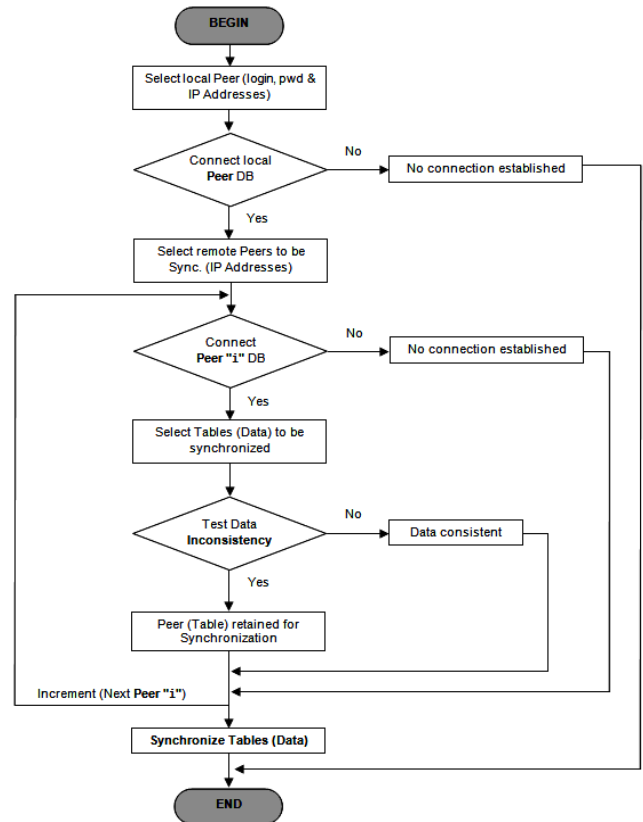 BEGIN
Select local Peer (login, pwd &
IP Addresses)
Connect local
Peer DB
No
No connection established
Yes
Select remote Peers to be
Sync. (IP Addresses)
Connect
Peer "i" DB
No
No connection established
Yes
Select Tables (Data) to be
synchronized
Test Data
Inconsistency
No
Data consistent
Yes
Peer (Table) retained for
Synchronization
Increment (Next Peer "i")
Synchronize Tables (Data)
END